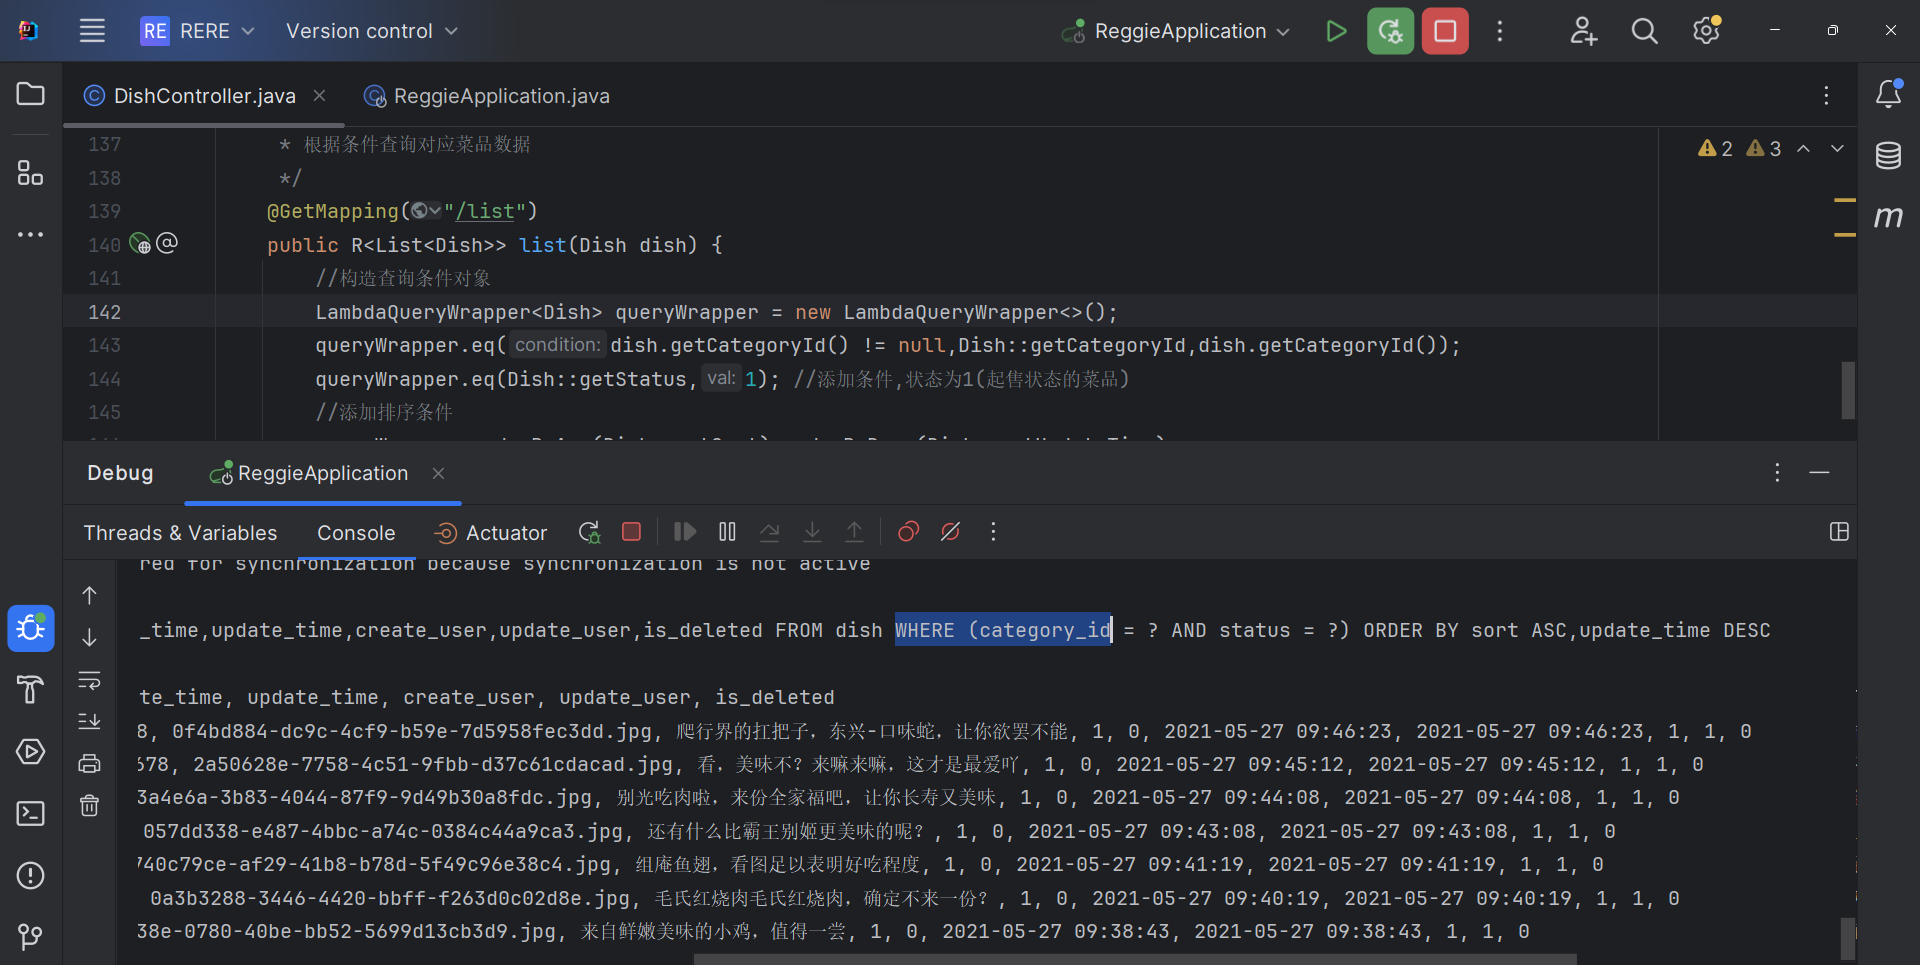 RE RERE Version control ReggieApplication
DishController.java ReggieApplication.java
2 3
137 * 根据条件查询对应菜品数据
138 */
139 @GetMapping("/list")
140 public R<List<Dish>> list(Dish dish) {
141 //构造查询条件对象
142 LambdaQueryWrapper<Dish> queryWrapper = new LambdaQueryWrapper<>();
143 queryWrapper.eq( condition: dish.getCategoryId() != null,Dish::getCategoryId,dish.getCategoryId());
144 queryWrapper.eq(Dish::getStatus, val: 1); //添加条件,状态为1(起售状态的菜品)
145 //添加排序条件
Debug ReggieApplication
Threads & Variables Console Actuator
red for synchronization because synchronization is not active
_time,update_time,create_user,update_user,is_deleted FROM dish WHERE (category_id = ? AND status = ?) ORDER BY sort ASC,update_time DESC
te_time, update_time, create_user, update_user, is_deleted
8, 0f4bd884-dc9c-4cf9-b59e-7d5958fec3dd.jpg, 爬行界的扛把子，东兴-口味蛇，让你欲罢不能, 1, 0, 2021-05-27 09:46:23, 2021-05-27 09:46:23, 1, 1, 0
678, 2a50628e-7758-4c51-9fbb-d37c61cdacad.jpg, 看，美味不？来嘛来嘛，这才是最爱吖, 1, 0, 2021-05-27 09:45:12, 2021-05-27 09:45:12, 1, 1, 0
3a4e6a-3b83-4044-87f9-9d49b30a8fdc.jpg, 别光吃肉啦，来份全家福吧，让你长寿又美味, 1, 0, 2021-05-27 09:44:08, 2021-05-27 09:44:08, 1, 1, 0
057dd338-e487-4bbc-a74c-0384c44a9ca3.jpg, 还有什么比霸王别姬更美味的呢？, 1, 0, 2021-05-27 09:43:08, 2021-05-27 09:43:08, 1, 1, 0
740c79ce-af29-41b8-b78d-5f49c96e38c4.jpg, 组庵鱼翅，看图足以表明好吃程度, 1, 0, 2021-05-27 09:41:19, 2021-05-27 09:41:19, 1, 1, 0
0a3b3288-3446-4420-bbff-f263d0c02d8e.jpg, 毛氏红烧肉毛氏红烧肉，确定不来一份？, 1, 0, 2021-05-27 09:40:19, 2021-05-27 09:40:19, 1, 1, 0
38e-0780-40be-bb52-5699d13cb3d9.jpg, 来自鲜嫩美味的小鸡，值得一尝, 1, 0, 2021-05-27 09:38:43, 2021-05-27 09:38:43, 1, 1, 0